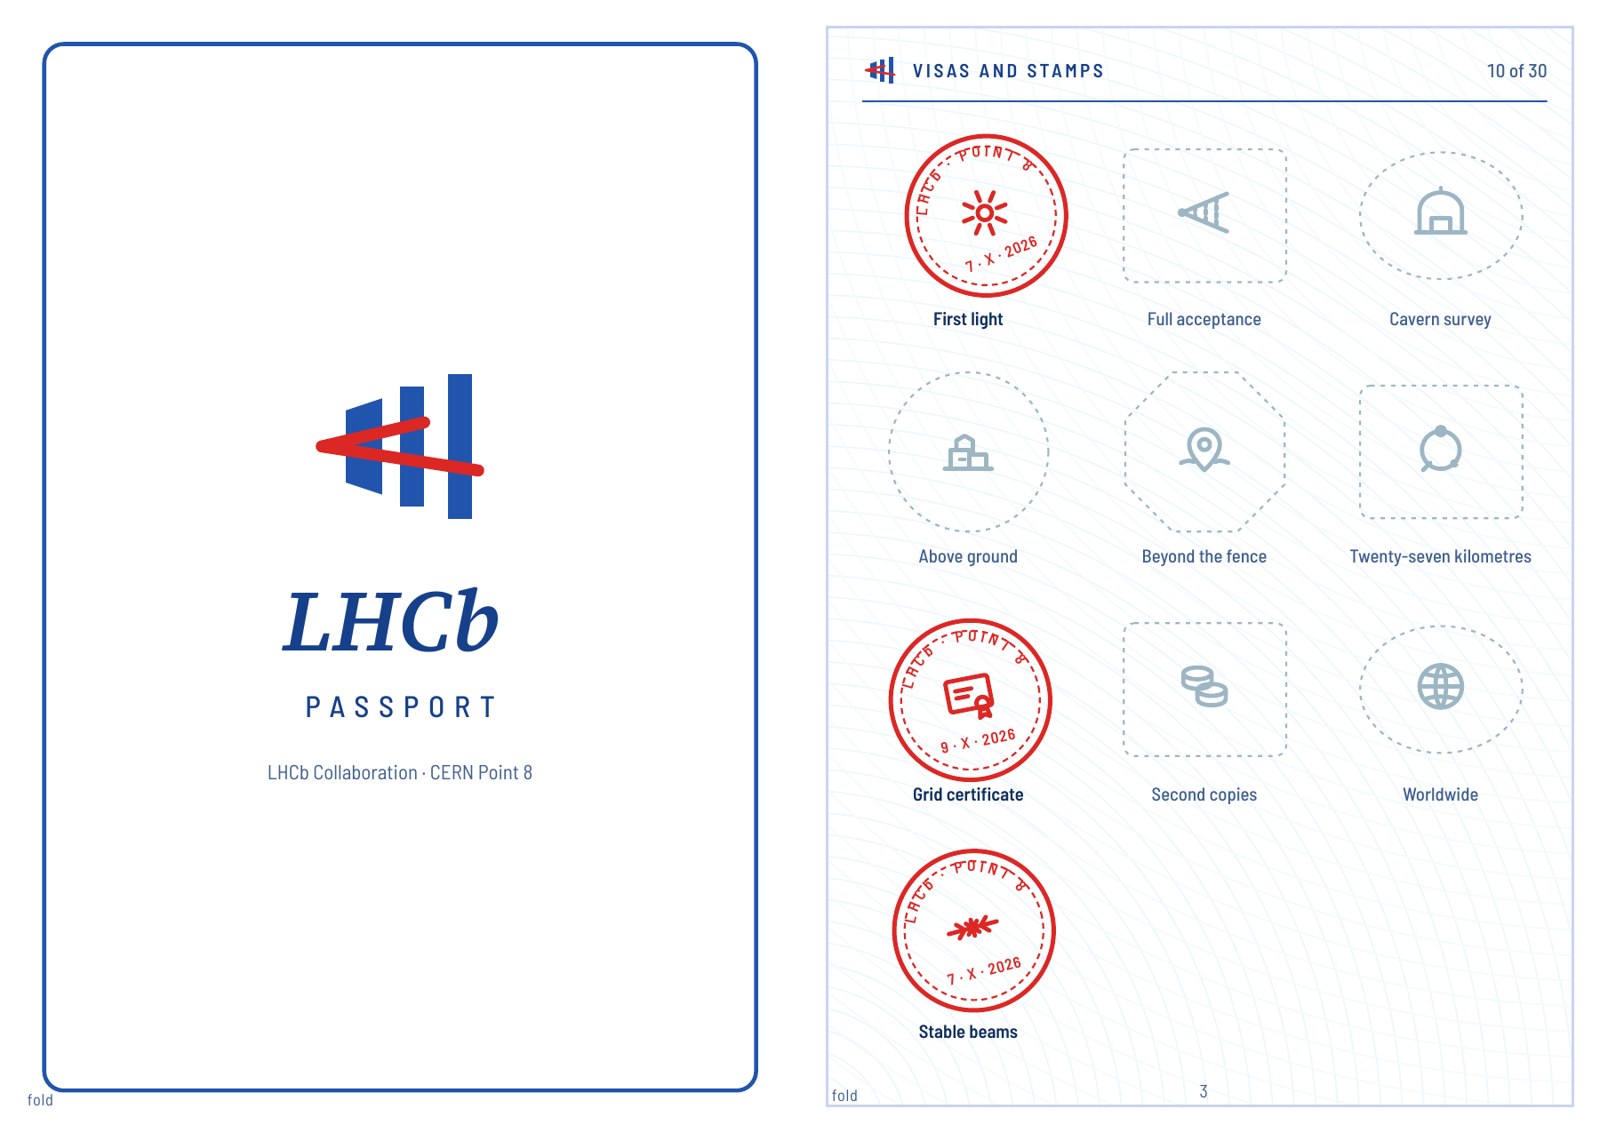 LHCb
PASSPORT
LHCb Collaboration · CERN Point 8
fold
VISAS AND STAMPS
10 of 30
LHCb · POINT 8
7 · X · 2026
First light
Full acceptance
Cavern survey
Above ground
Beyond the fence
Twenty-seven kilometres
LHCb · POINT 8
9 · X · 2026
Grid certificate
Second copies
Worldwide
LHCb · POINT 8
7 · X · 2026
Stable beams
fold
3